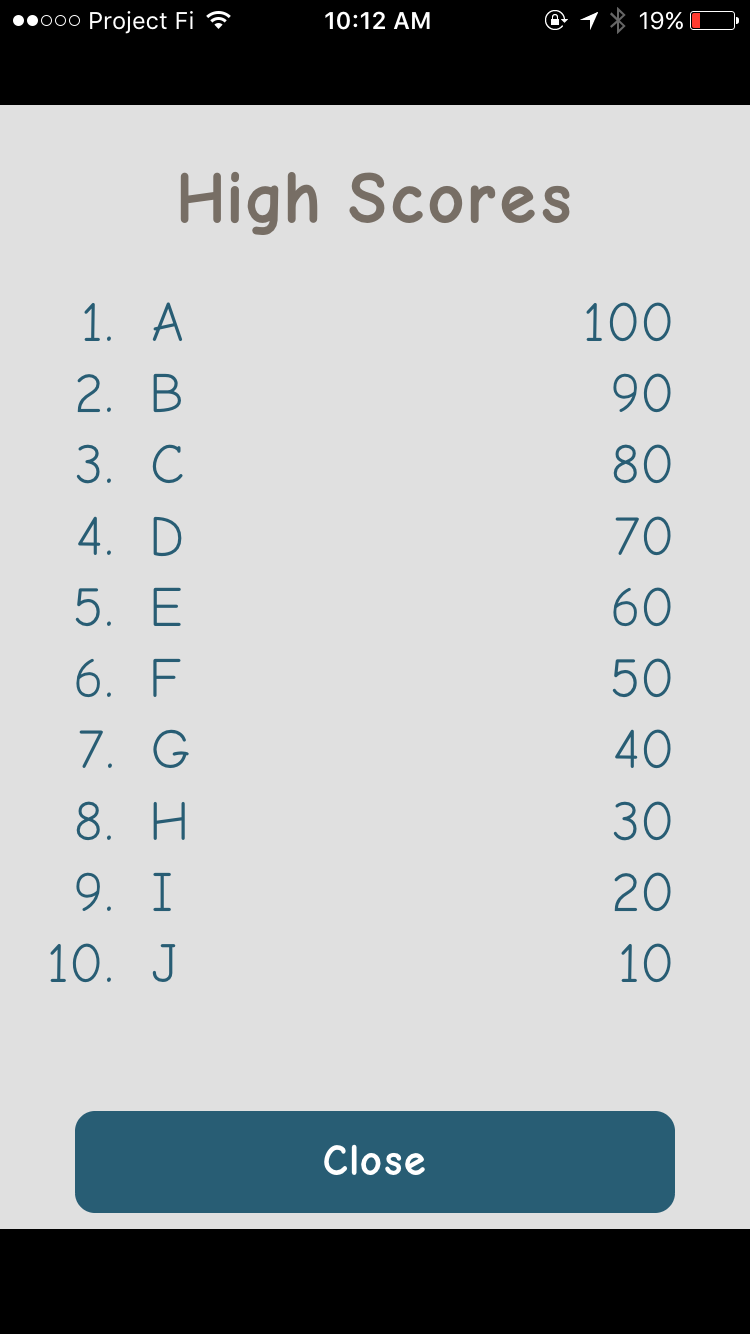 Project Fi 10:12 AM 19%
High Scores
1. A 100
2. B 90
3. C 80
4. D 70
5. E 60
6. F 50
7. G 40
8. H 30
9. I 20
10. J 10
Close